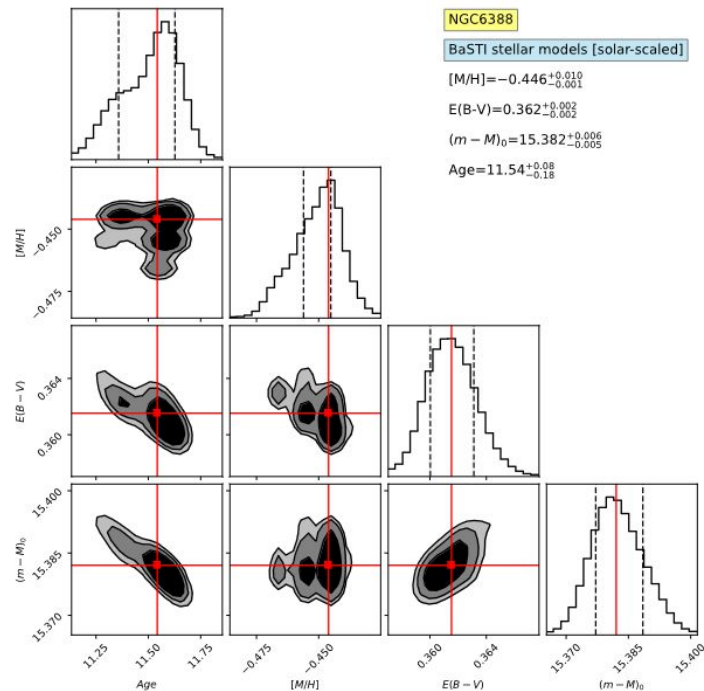 NGC6388
BaSTI stellar models [solar-scaled]
[M/H]=−0.446+0.010 −0.001
E(B-V)=0.362+0.002 −0.002
(m − M)0=15.382+0.006 −0.005
Age=11.54+0.08 −0.18
[M/H]
−0.450
−0.475
E(B − V)
0.364
0.360
(m − M)0
15.400
15.385
15.370
11.25 11.50 11.75
−0.475 −0.450
0.360 0.364
15.370 15.385 15.400
Age [M/H] E(B − V) (m − M)0